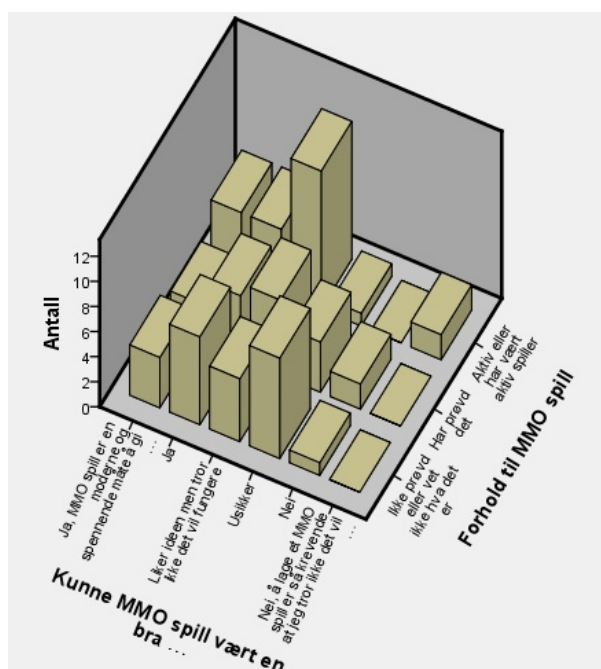 Antall
12
10
8
6
4
2
0
Ja, MMO spill er en
moderne og
spennende måte å gi
...
Ja
Liker ideen men tror
ikke det vil fungere
Usikker
Nei
Nei, å lage et MMO
spill er så krevende
at jeg tror ikke det vil
...
Kunne MMO spill vært en
bra ...
Ikke prøvd
eller vet
ikke hva det
er
Har prøvd
det
Aktiv eller
har vært
aktiv spiller
Forhold til MMO spill